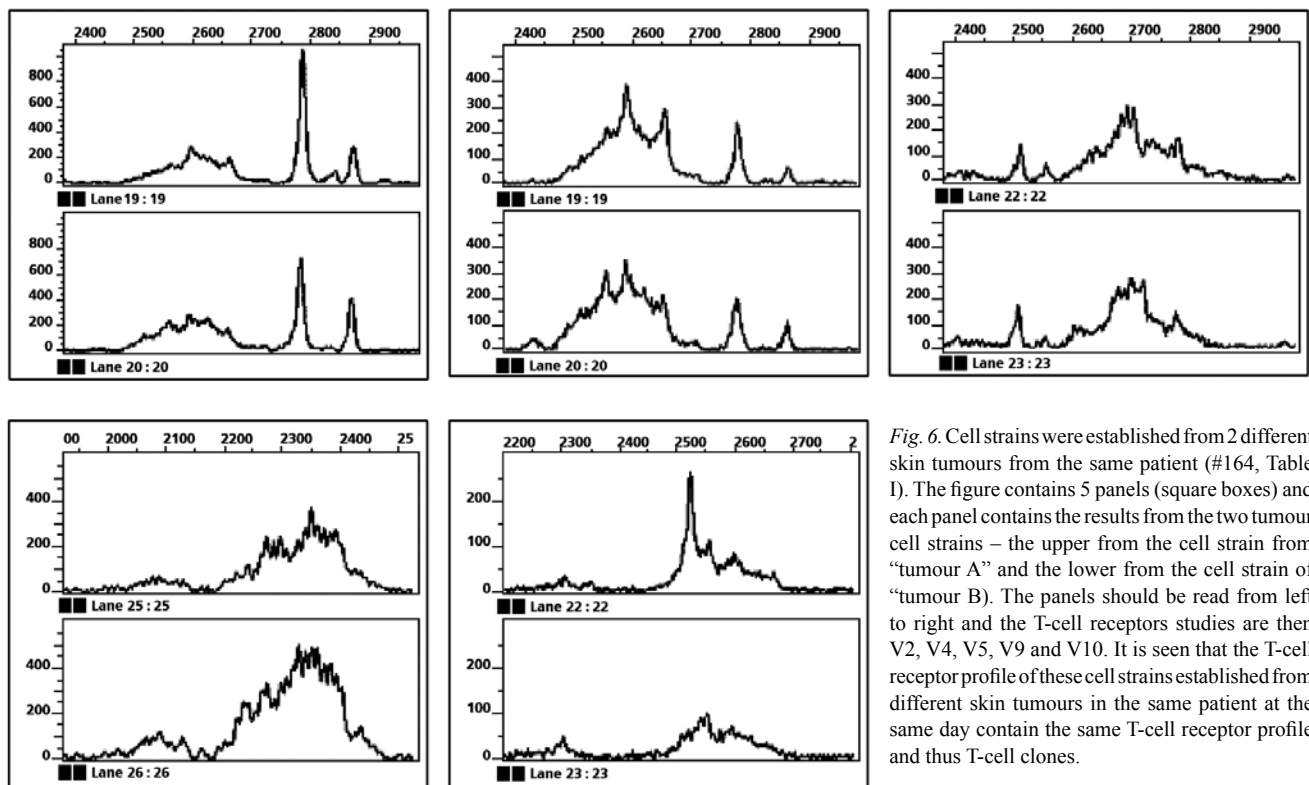 2400 2500 2600 2700 2800 2900
800
600
400
200
0
Lane 19 : 19
800
600
400
200
0
Lane 20 : 20
2400 2500 2600 2700 2800 2900
400
300
200
100
0
Lane 19 : 19
400
300
200
100
0
Lane 20 : 20
2400 2500 2600 2700 2800 2900
400
300
200
100
0
Lane 22 : 22
400
300
200
100
0
Lane 23 : 23
00 2000 2100 2200 2300 2400 25
400
200
0
Lane 25 : 25
400
200
0
Lane 26 : 26
2200 2300 2400 2500 2600 2700 2
200
100
0
Lane 22 : 22
200
100
0
Lane 23 : 23
Fig. 6. Cell strains were established from 2 different
skin tumours from the same patient (#164, Table
I). The figure contains 5 panels (square boxes) and
each panel contains the results from the two tumour
cell strains – the upper from the cell strain from
“tumour A” and the lower from the cell strain of
“tumour B). The panels should be read from left
to right and the T-cell receptors studies are then
V2, V4, V5, V9 and V10. It is seen that the T-cell
receptor profile of these cell strains established from
different skin tumours in the same patient at the
same day contain the same T-cell receptor profile
and thus T-cell clones.